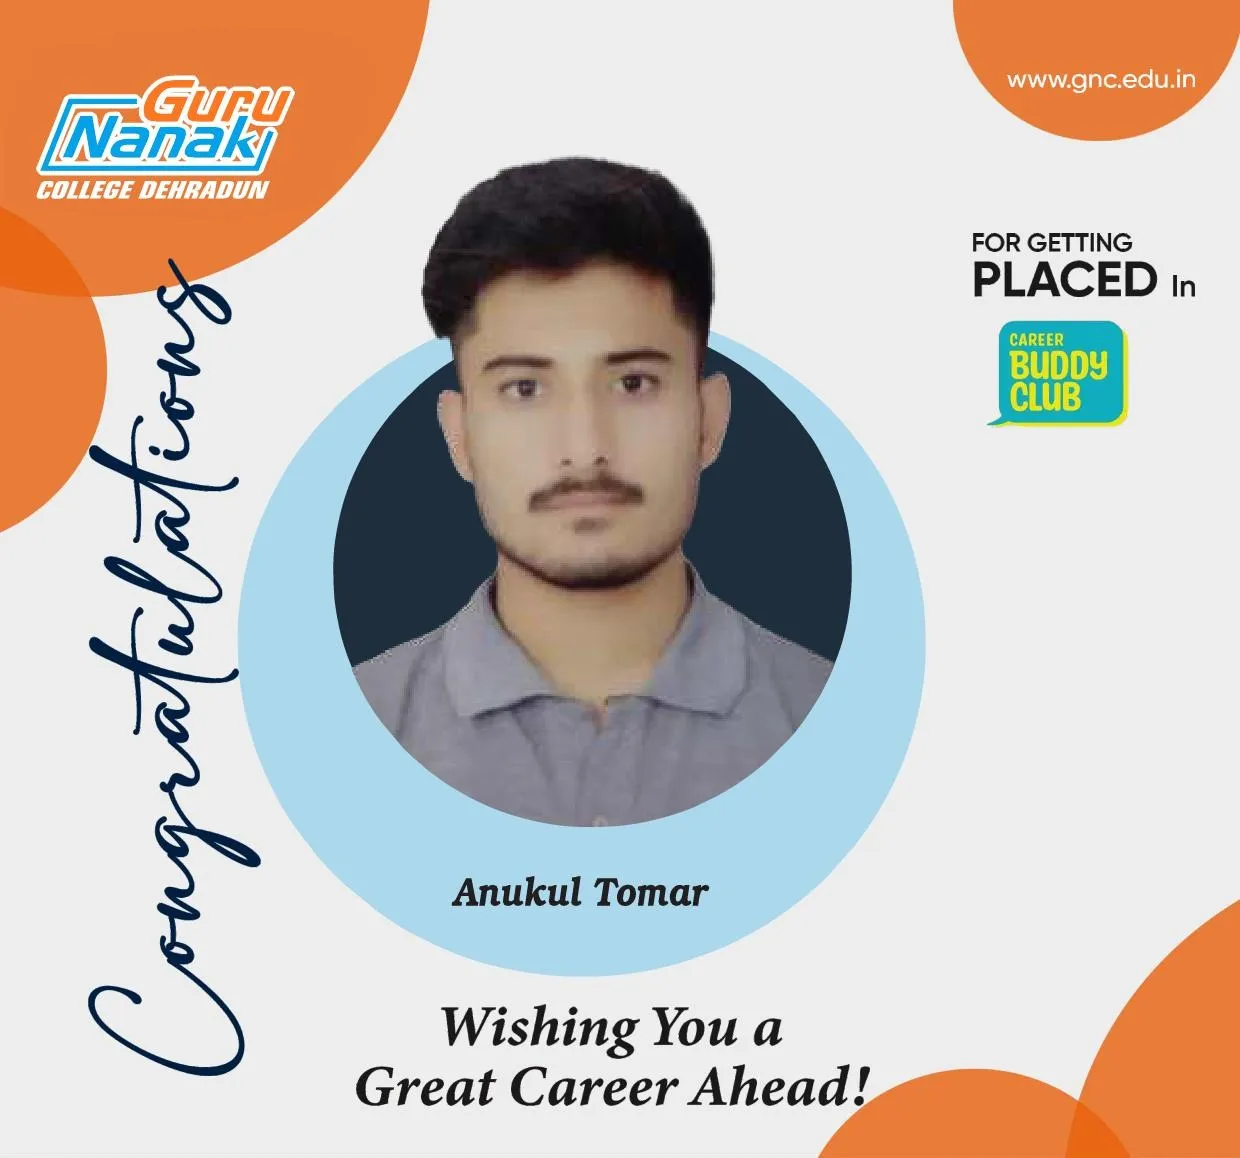 Guru
Nanak
COLLEGE DEHRADUN
www.gnc.edu.in
Congratulations
FOR GETTING
PLACED In
CAREER
BUDDY
CLUB
Anukul Tomar
Wishing You a
Great Career Ahead!